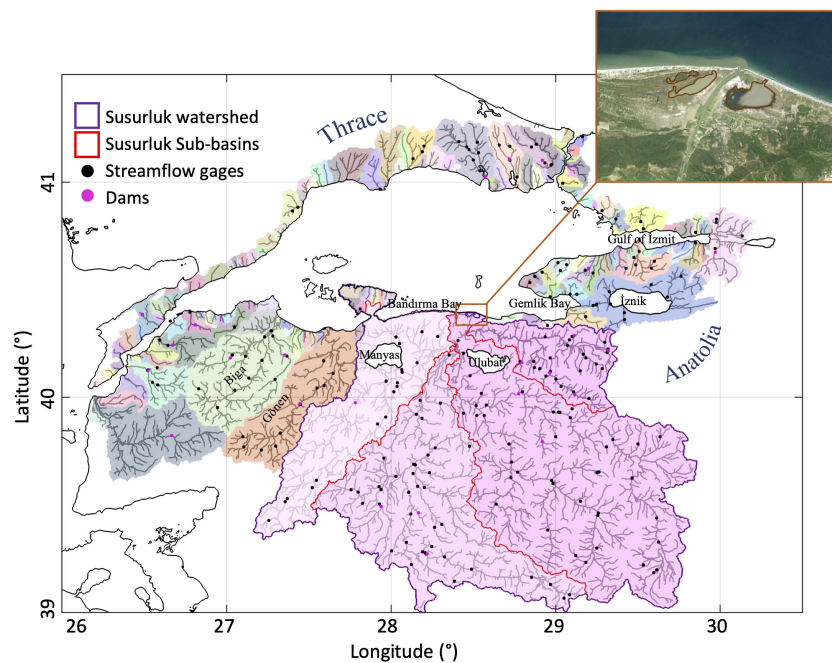 Susurluk watershed
Susurluk Sub-basins
Streamflow gages
Dams
Thrace
Gulf of İzmit
Bandırma Bay
Gemlik Bay
İznik
Manyas
Ulubat
Anatolia
Biga
Gönen
41
40
39
Latitude (°)
26
27
28
29
30
Longitude (°)